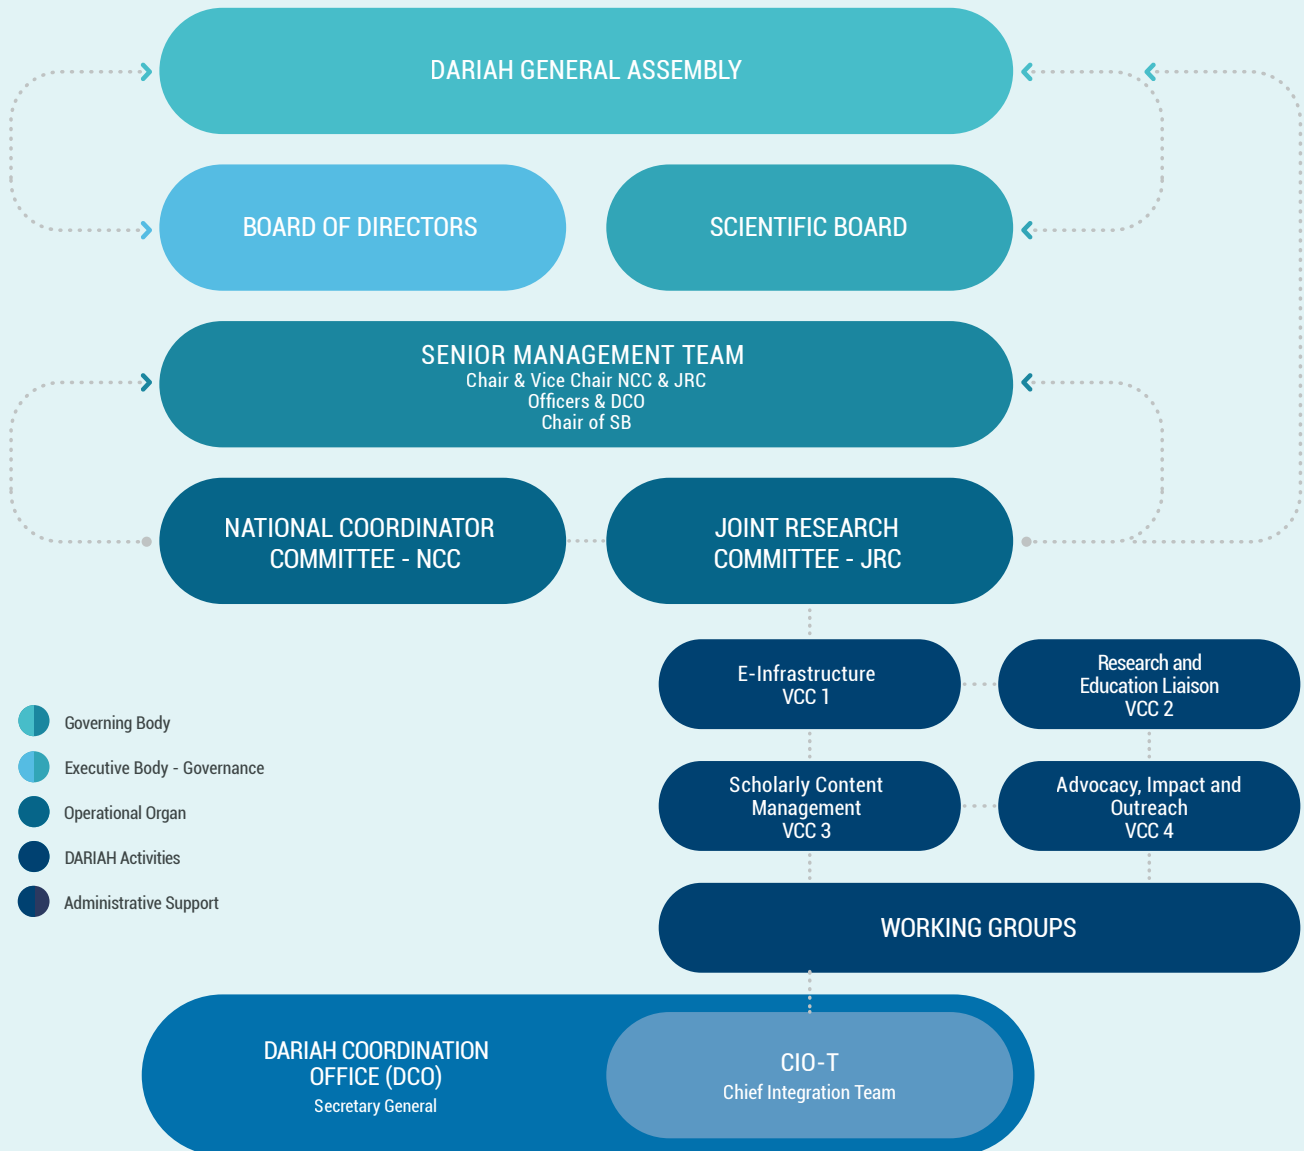 DARIAH GENERAL ASSEMBLY
BOARD OF DIRECTORS
SCIENTIFIC BOARD
SENIOR MANAGEMENT TEAM
Chair & Vice Chair NCC & JRC
Officers & DCO
Chair of SB
NATIONAL COORDINATOR
COMMITTEE - NCC
JOINT RESEARCH
COMMITTEE - JRC
E-Infrastructure
VCC 1
Research and
Education Liaison
VCC 2
Scholarly Content
Management
VCC 3
Advocacy, Impact and
Outreach
VCC 4
Governing Body
Executive Body - Governance
Operational Organ
DARIAH Activities
Administrative Support
WORKING GROUPS
DARIAH COORDINATION
OFFICE (DCO)
Secretary General
CIO-T
Chief Integration Team